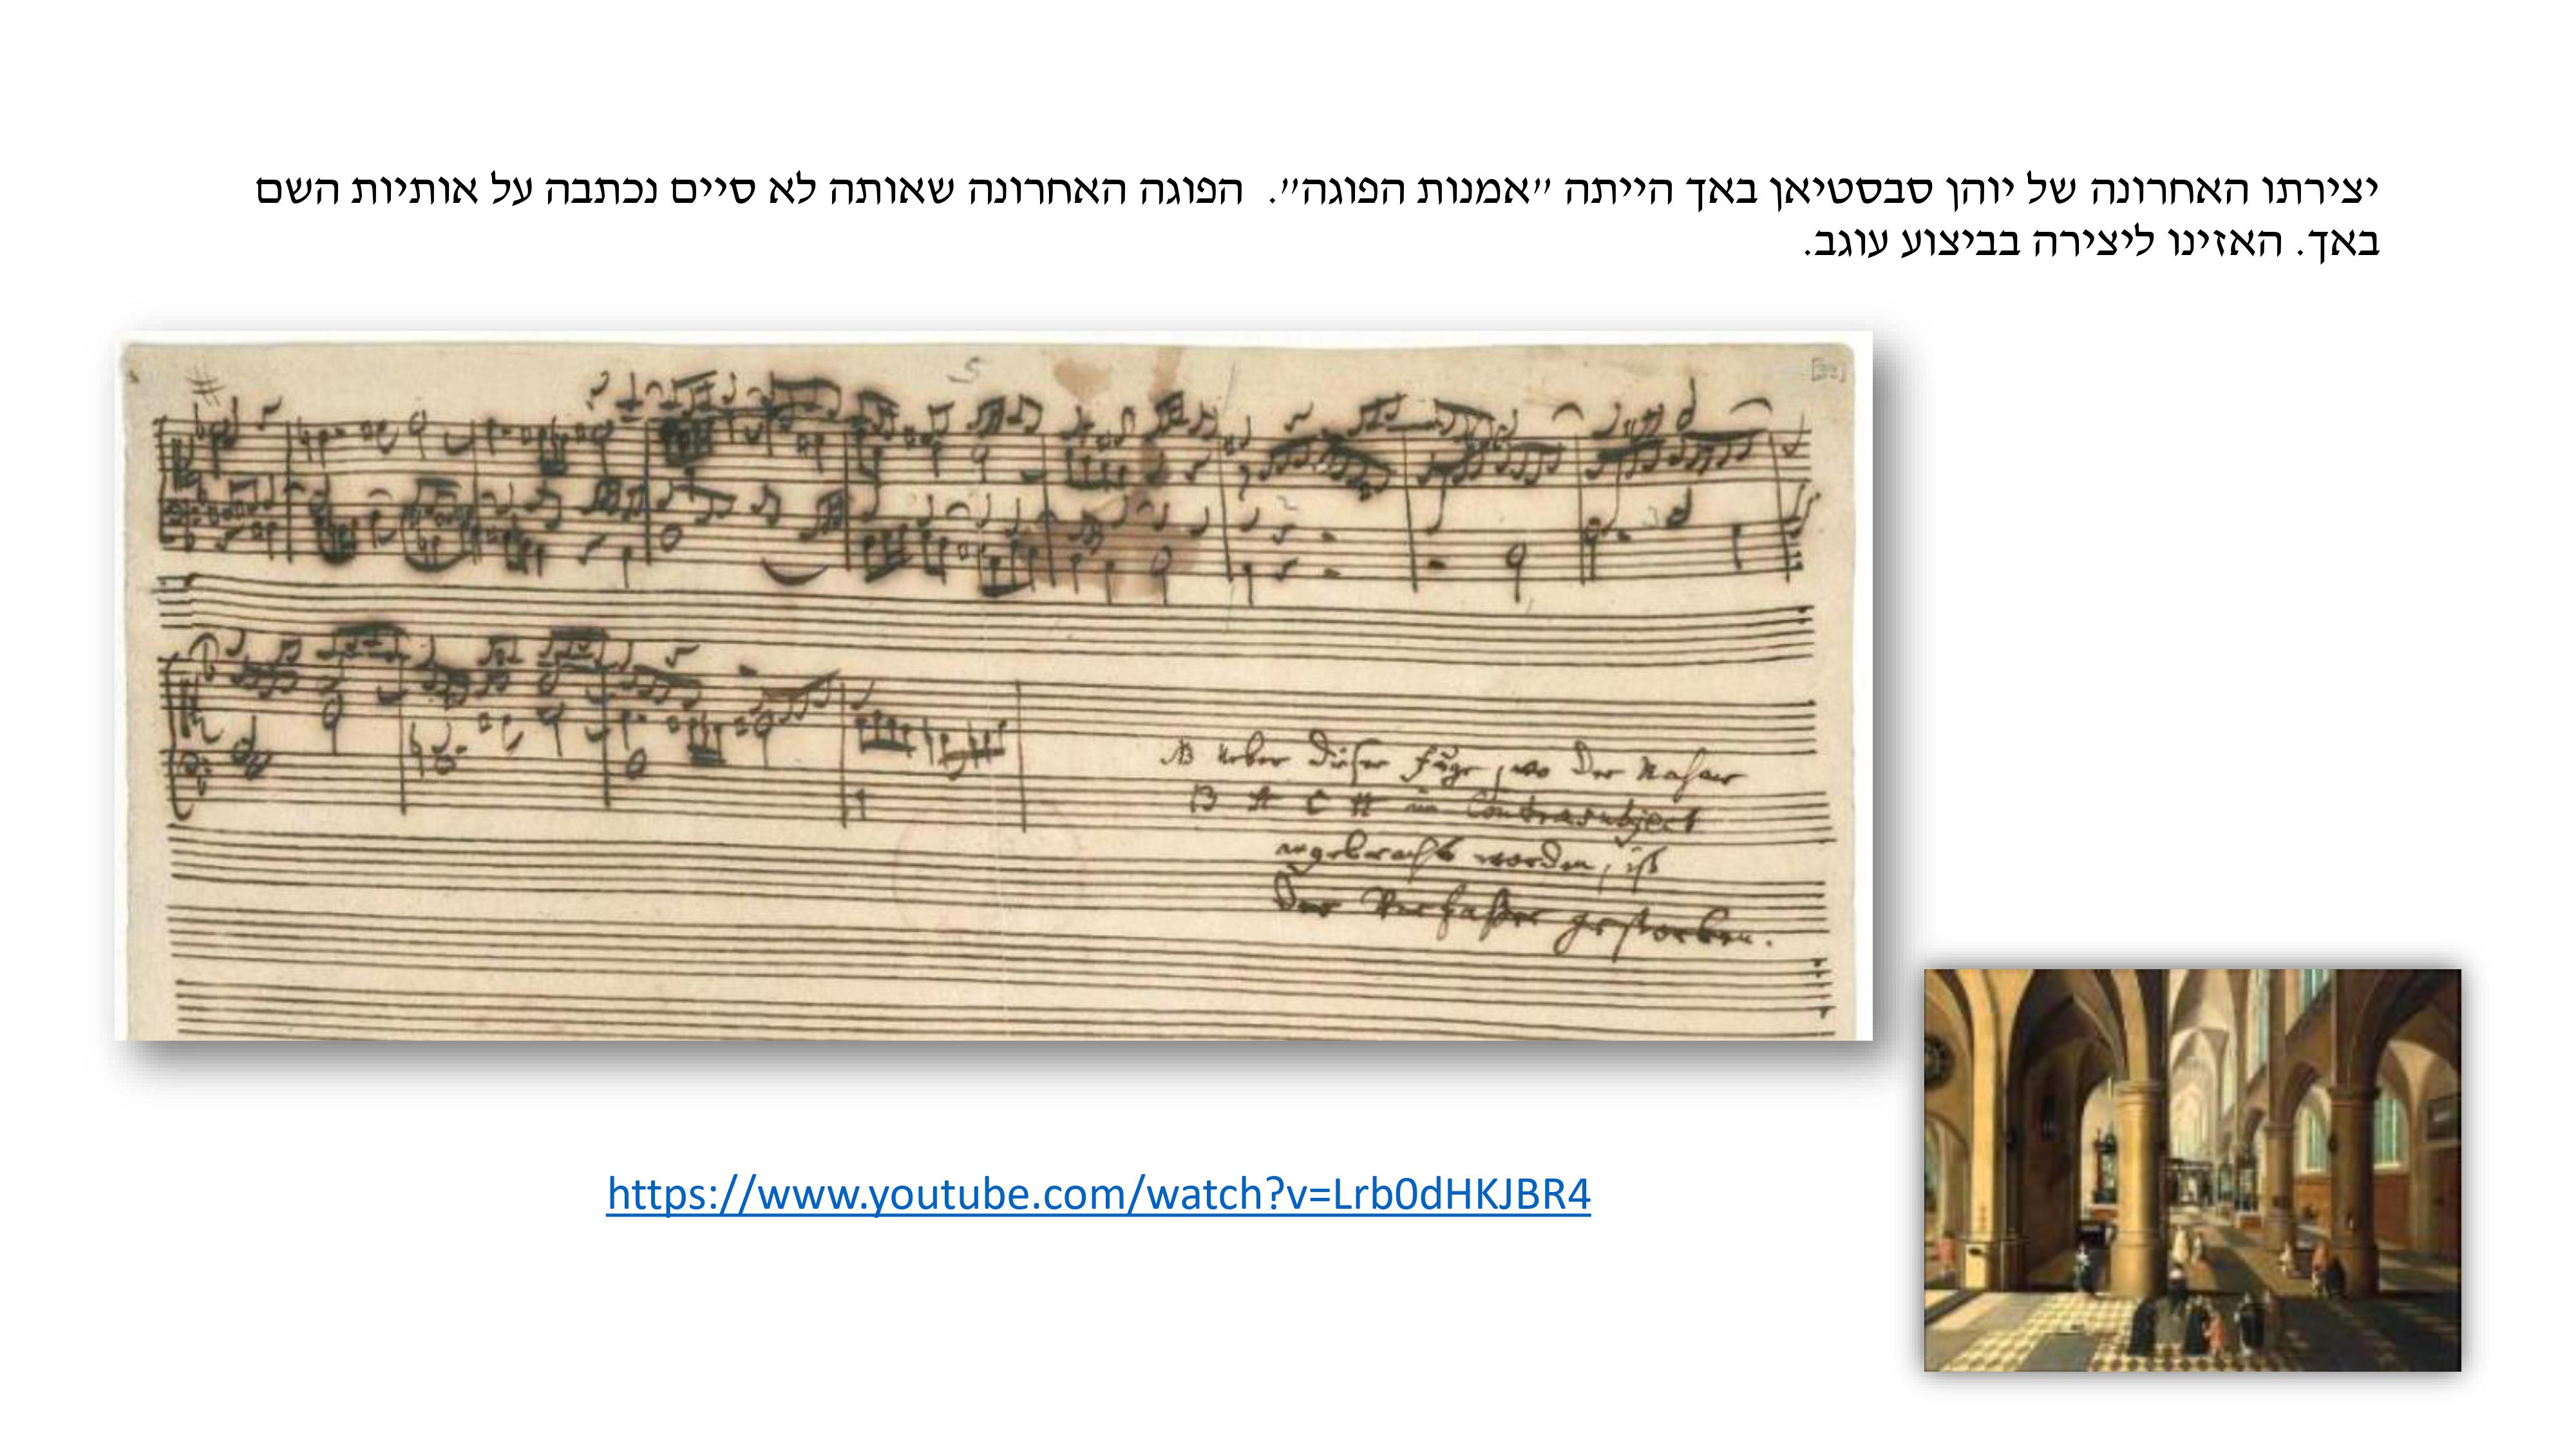 יצירתו האחרונה של יוהן סבסטיאן באך הייתה ״אמנות הפוגה״. הפוגה האחרונה שאותה לא סיים נכתבה על אותיות השם
באך. האזינו ליצירה בביצוע עוגב.
5
NB Ueber dieser Fuge, wo der Nahme
B A C H im Contrasubject
angebracht worden, ist
Der Verfasser gestorben.
https://www.youtube.com/watch?v=Lrb0dHKJBR4